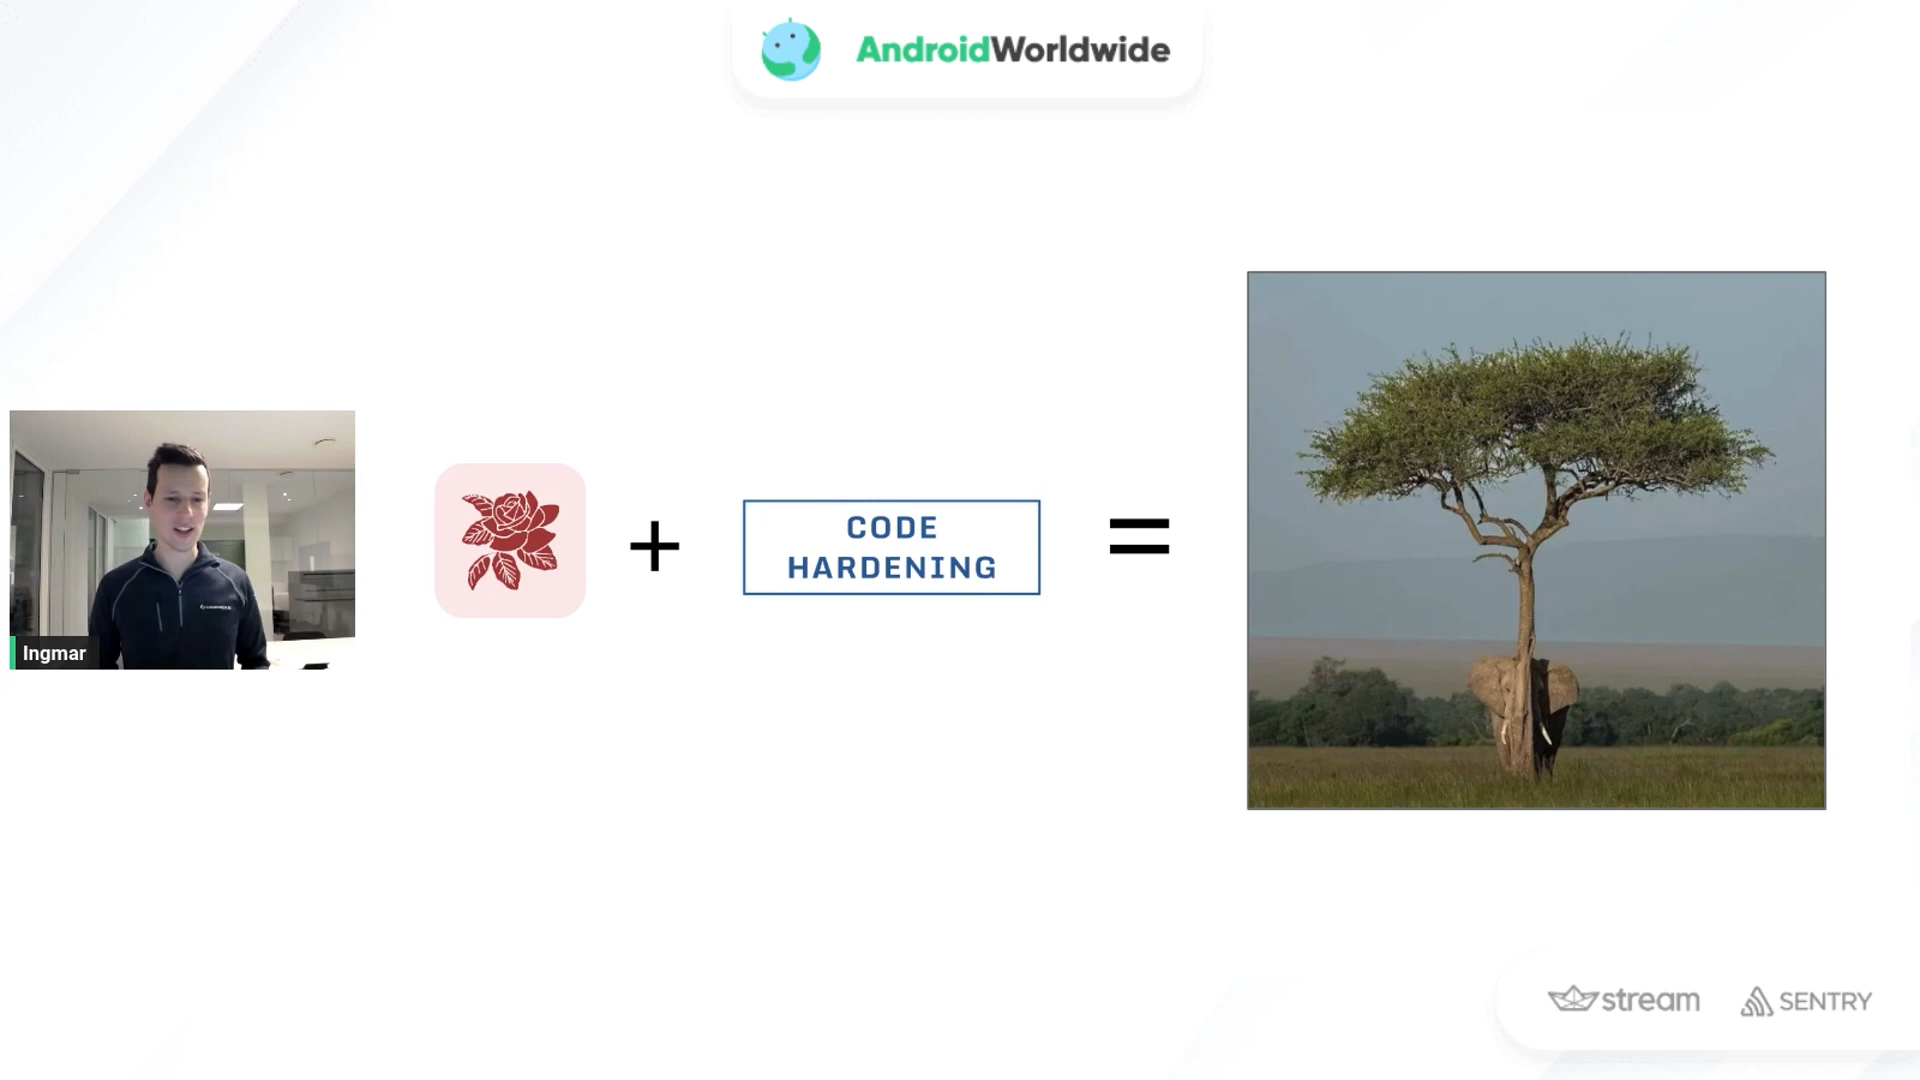 AndroidWorldwide
CODE
HARDENING
Ingmar
stream
SENTRY